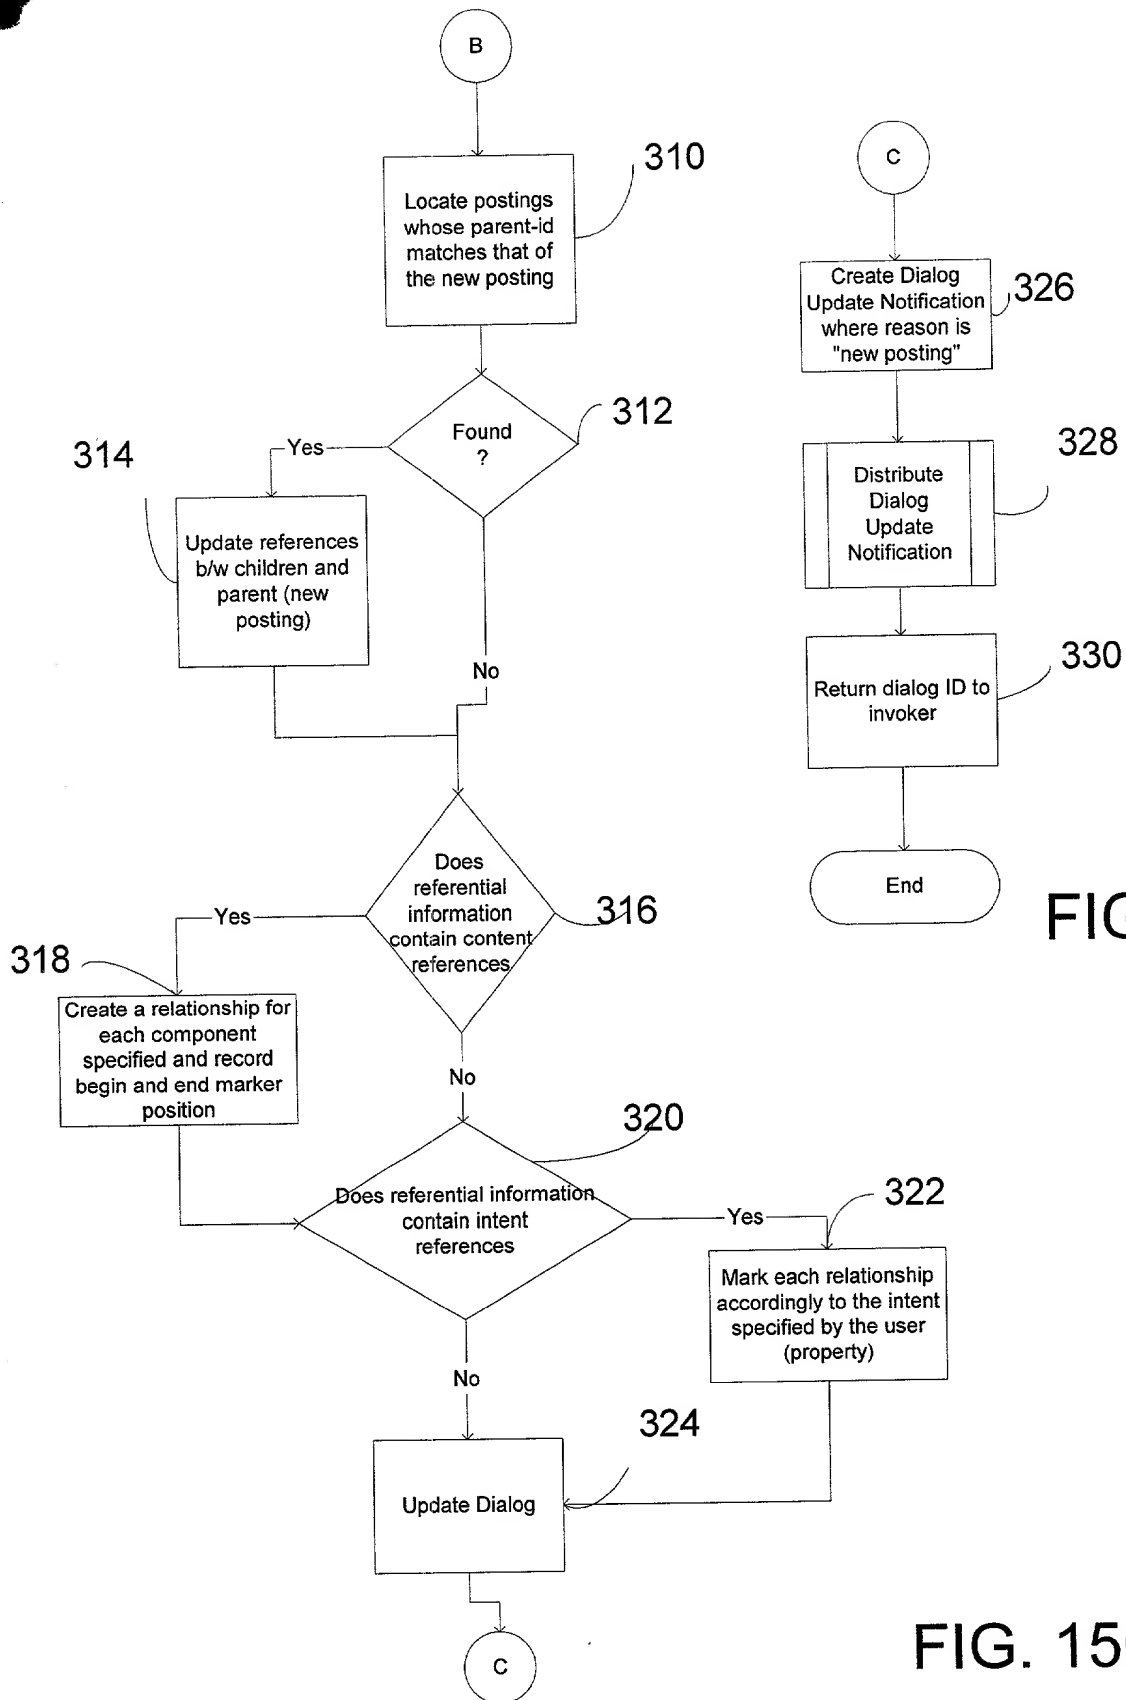 B
310
Locate postings
whose parent-id
matches that of
the new posting
312
Found
?
Yes
314
Update references
b/w children and
parent (new
posting)
No
316
Does
referential
information
contain content
references
Yes
318
Create a relationship for
each component
specified and record
begin and end marker
position
No
320
Does referential information
contain intent
references
Yes
322
Mark each relationship
accordingly to the intent
specified by the user
(property)
No
324
Update Dialog
C
C
326
Create Dialog
Update Notification
where reason is
"new posting"
328
Distribute
Dialog
Update
Notification
330
Return dialog ID to
invoker
End
FIG. 15